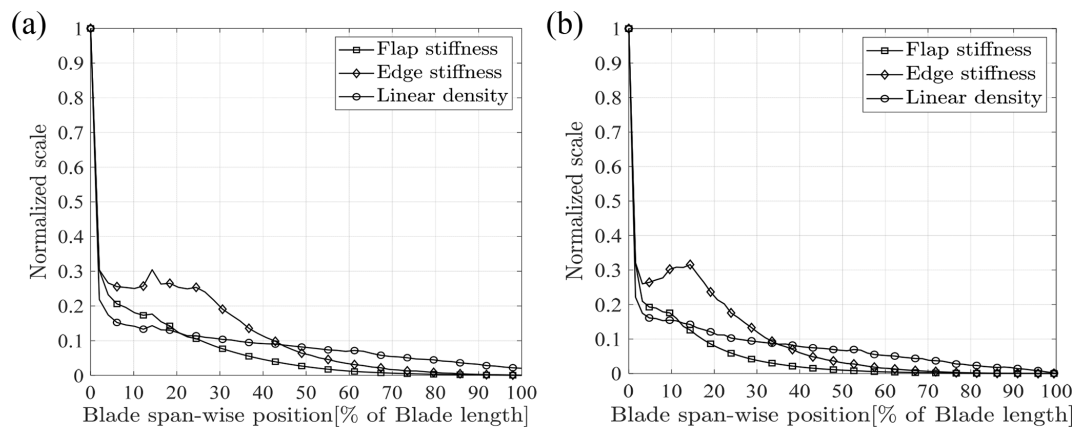 (a)
1
0.9
0.8
0.7
0.6
0.5
0.4
0.3
0.2
0.1
0
Normalized scale
Flap stiffness
Edge stiffness
Linear density
0 10 20 30 40 50 60 70 80 90 100
Blade span-wise position[% of Blade length]
(b)
1
0.9
0.8
0.7
0.6
0.5
0.4
0.3
0.2
0.1
0
Normalized scale
Flap stiffness
Edge stiffness
Linear density
0 10 20 30 40 50 60 70 80 90 100
Blade span-wise position[% of Blade length]